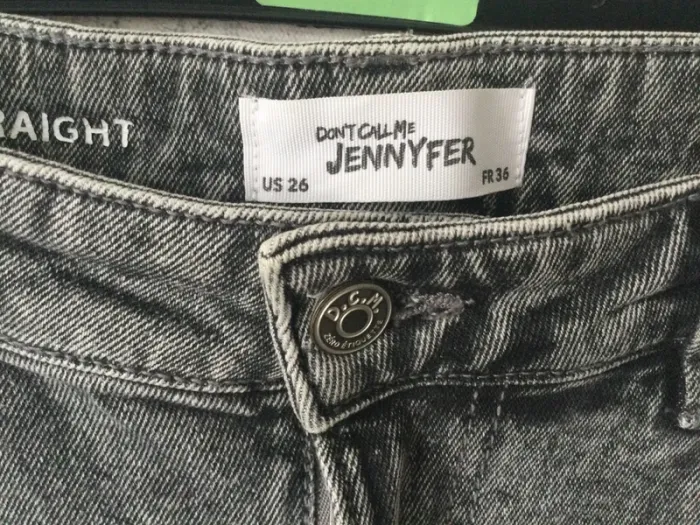 RAIGHT
DON'T CALL ME
JENNYFER
US 26
FR 36
D.C.M.